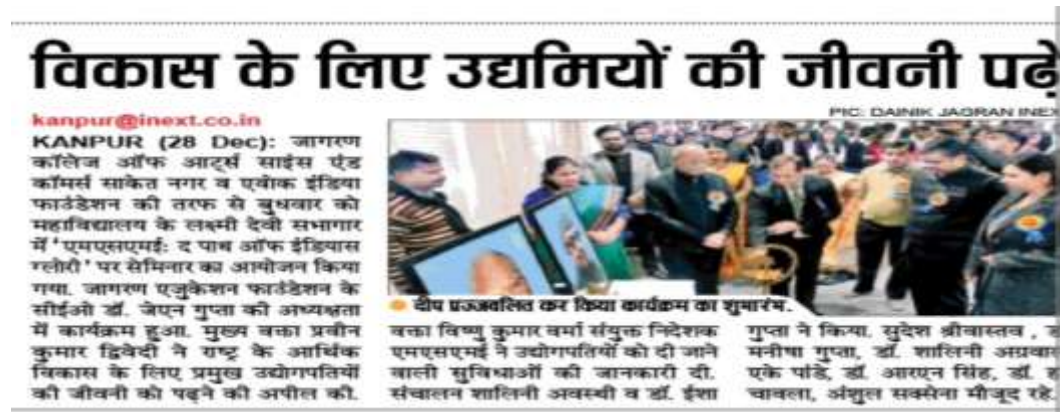 विकास के लिए उद्यमियों की जीवनी पढ़े
PIC: DAINIK JAGRAN INEX
kanpur@inext.co.in
KANPUR (28 Dec): जागरण
कॉलेज ऑफ आर्ट्स साइंस एंड
कॉमर्स साकेत नगर व एवोक इंडिया
फाउंडेशन की तरफ से बुधवार को
महाविद्यालय के लक्ष्मी देवी सभागार
में 'एमएसएमई: द पाथ ऑफ इंडियास
ग्लोरी' पर सेमिनार का आयोजन किया
गया. जागरण एजुकेशन फाउंडेशन के
सीईओ डॉ. जेएन गुप्ता की अध्यक्षता
में कार्यक्रम हुआ. मुख्य वक्ता प्रवीन
कुमार द्विवेदी ने राष्ट्र के आर्थिक
विकास के लिए प्रमुख उद्योगपतियों
की जीवनी को पढ़ने की अपील की.
दीप प्रज्जवलित कर किया कार्यक्रम का शुभारंभ.
वक्ता विष्णु कुमार वर्मा संयुक्त निदेशक
एमएसएमई ने उद्योगपतियों को दी जाने
वाली सुविधाओं की जानकारी दी.
संचालन शालिनी अवस्थी व डॉ. ईशा
गुप्ता ने किया. सुदेश श्रीवास्तव ,
मनीषा गुप्ता, डॉ. शालिनी अग्रवा
एके पांडे, डॉ. आरएन सिंह, डॉ.
चावला, अंशुल सक्सेना मौजूद रहे.